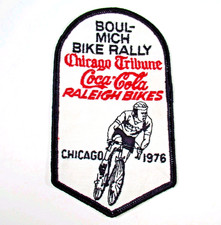 BOUL-
MICH
BIKE RALLY
Chicago Tribune
Coca-Cola
RALEIGH BIKES
CHICAGO 1976